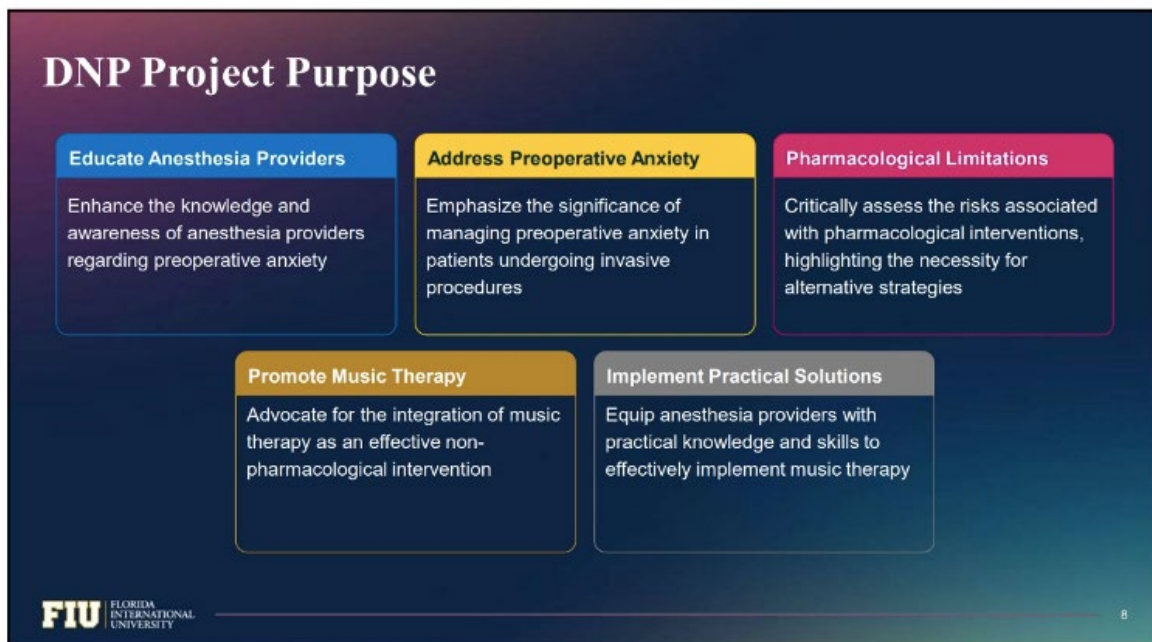 DNP Project Purpose
Educate Anesthesia Providers
Enhance the knowledge and
awareness of anesthesia providers
regarding preoperative anxiety
Address Preoperative Anxiety
Emphasize the significance of
managing preoperative anxiety in
patients undergoing invasive
procedures
Pharmacological Limitations
Critically assess the risks associated
with pharmacological interventions,
highlighting the necessity for
alternative strategies
Promote Music Therapy
Advocate for the integration of music
therapy as an effective non-
pharmacological intervention
Implement Practical Solutions
Equip anesthesia providers with
practical knowledge and skills to
effectively implement music therapy
FIU
FLORIDA
INTERNATIONAL
UNIVERSITY
8